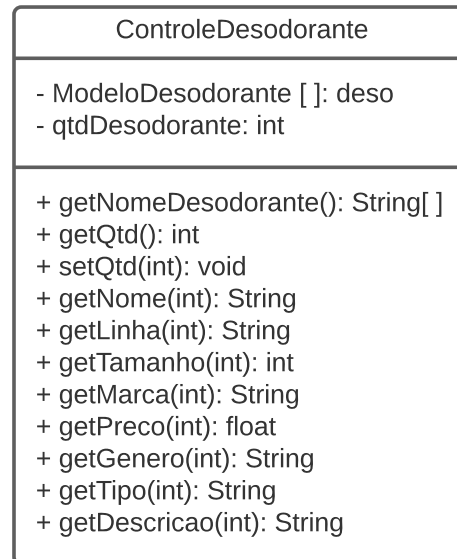 ControleDesodorante
- ModeloDesodorante [ ]: deso
- qtdDesodorante: int
+ getNomeDesodorante(): String[ ]
+ getQtd(): int
+ setQtd(int): void
+ getNome(int): String
+ getLinha(int): String
+ getTamanho(int): int
+ getMarca(int): String
+ getPreco(int): float
+ getGenero(int): String
+ getTipo(int): String
+ getDescricao(int): String